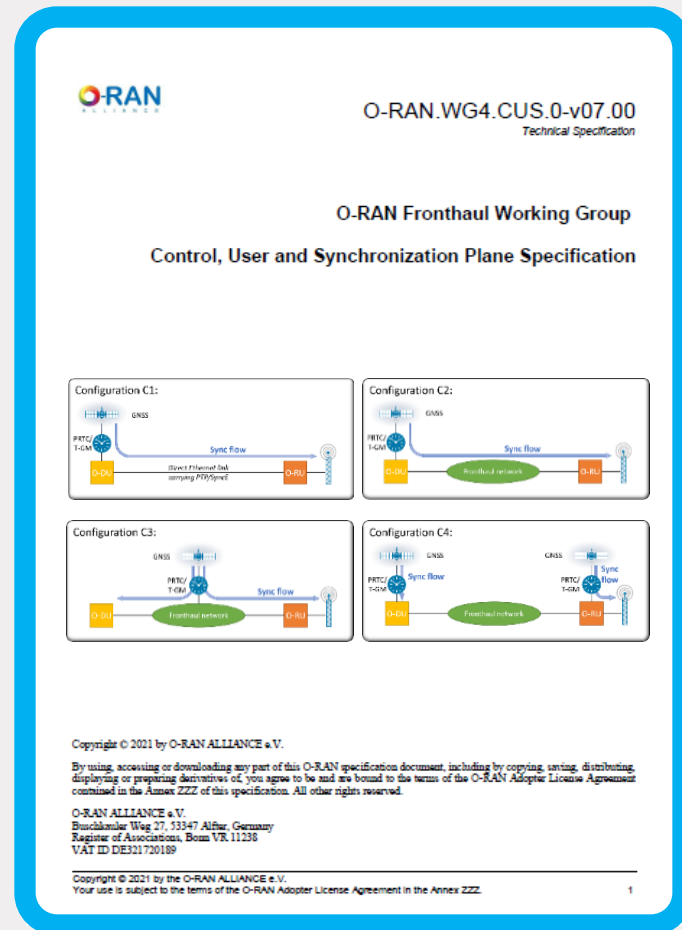 O-RAN
ALLIANCE
O-RAN.WG4.CUS.0-v07.00
Technical Specification
O-RAN Fronthaul Working Group
Control, User and Synchronization Plane Specification
Configuration C1:
GNSS
PRTC/
T-GM
Sync flow
O-DU
Direct Ethernet link
carrying PTP/SyncE
O-RU
Configuration C2:
GNSS
PRTC/
T-GM
Sync flow
O-DU
Fronthaul network
O-RU
Configuration C3:
GNSS
PRTC/
T-GM
Sync flow
O-DU
Fronthaul network
O-RU
Configuration C4:
GNSS
GNSS
PRTC/
T-GM
Sync flow
PRTC/
T-GM
Sync
flow
O-DU
Fronthaul network
O-RU
Copyright © 2021 by O-RAN ALLIANCE e.V.
By using, accessing or downloading any part of this O-RAN specification document, including by copying, saving, distributing,
displaying or preparing derivatives of, you agree to be and are bound to the terms of the O-RAN Adopter License Agreement
contained in the Annex ZZZ of this specification. All other rights reserved.
O-RAN ALLIANCE e.V.
Buschkauler Weg 27, 53347 Alfter, Germany
Register of Associations, Bonn VR 11238
VAT ID DE321720189
Copyright © 2021 by the O-RAN ALLIANCE e.V.
Your use is subject to the terms of the O-RAN Adopter License Agreement in the Annex ZZZ.
1